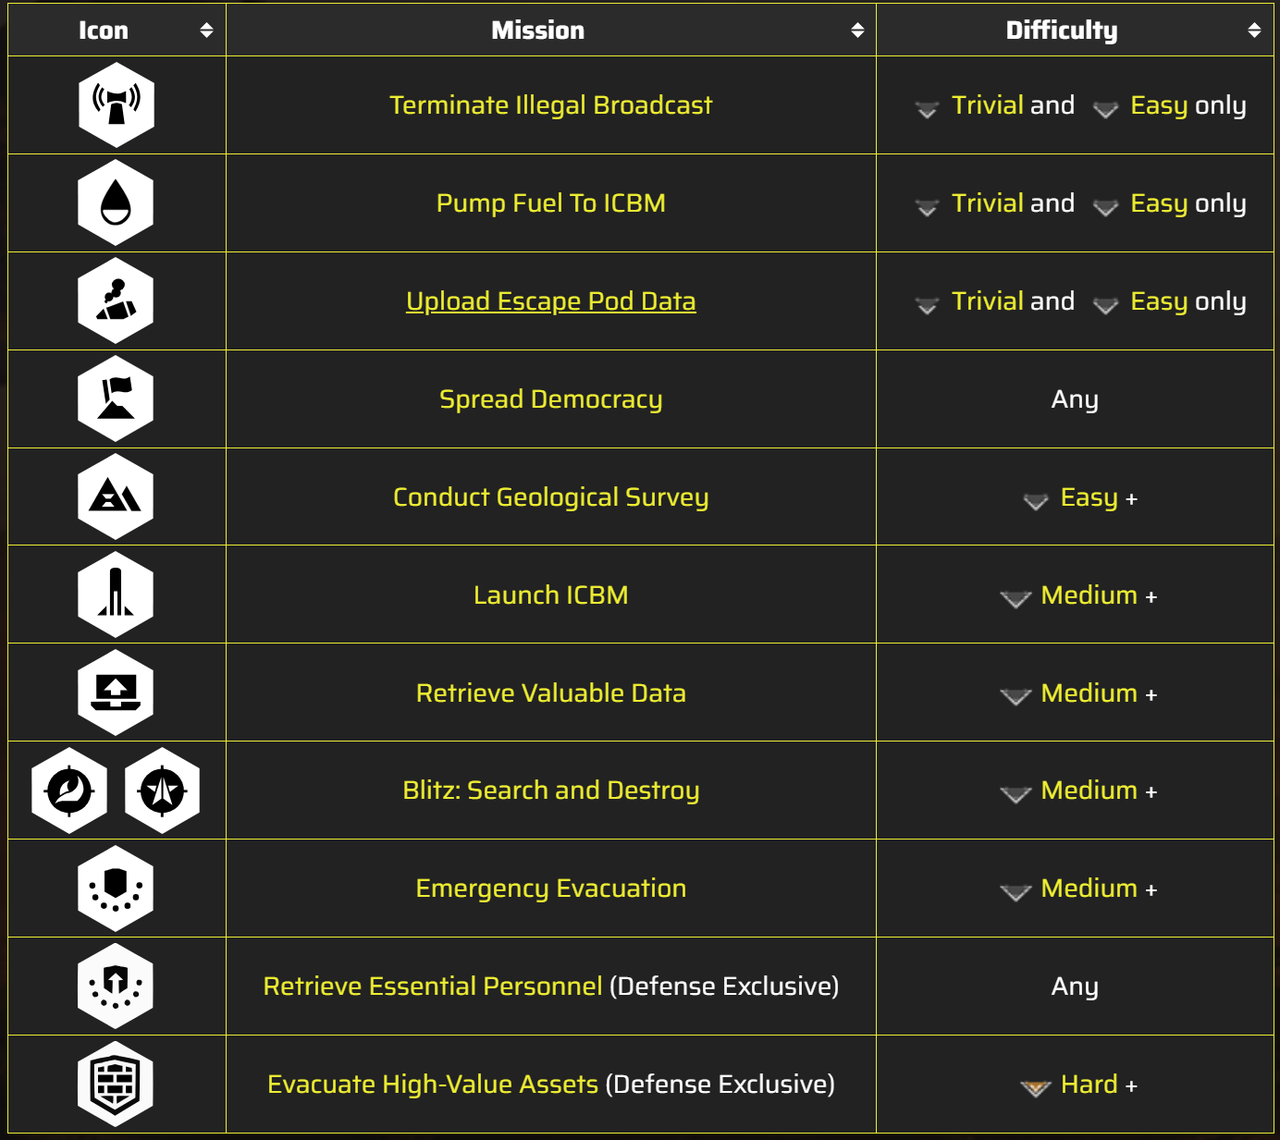 Icon Mission Difficulty
Terminate Illegal Broadcast Trivial and Easy only
Pump Fuel To ICBM Trivial and Easy only
Upload Escape Pod Data Trivial and Easy only
Spread Democracy Any
Conduct Geological Survey Easy +
Launch ICBM Medium +
Retrieve Valuable Data Medium +
Blitz: Search and Destroy Medium +
Emergency Evacuation Medium +
Retrieve Essential Personnel (Defense Exclusive) Any
Evacuate High-Value Assets (Defense Exclusive) Hard +